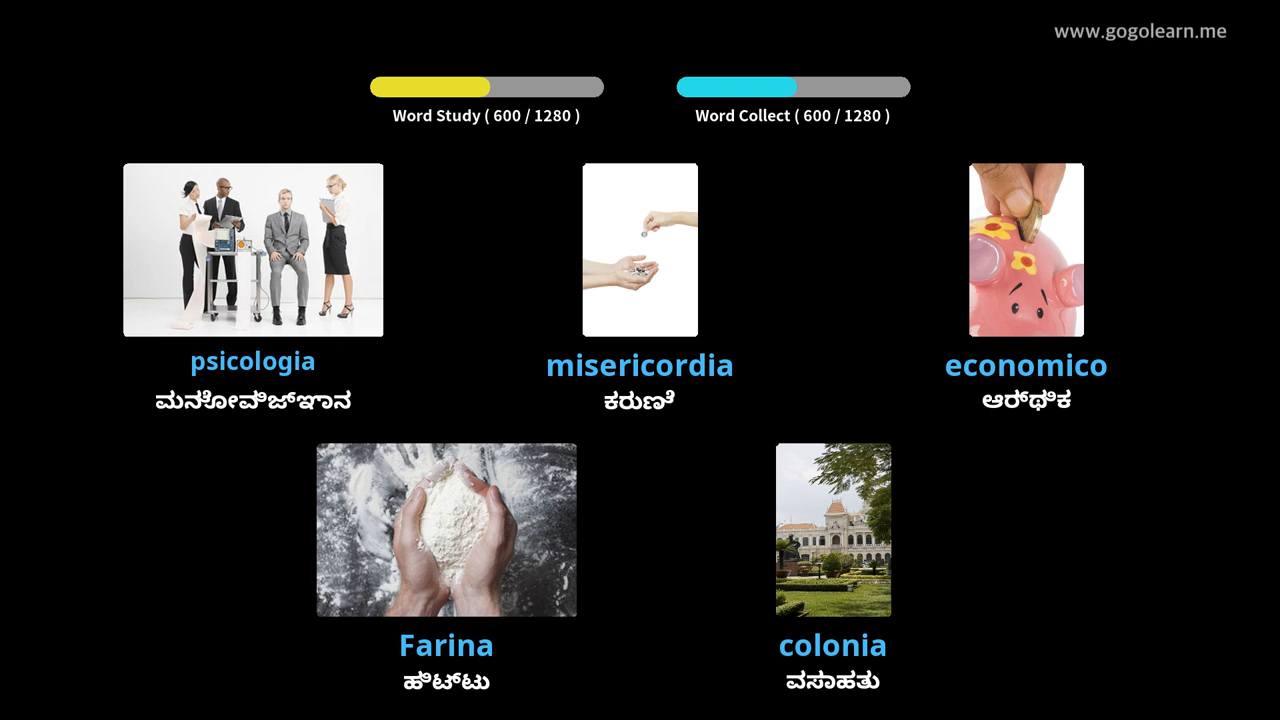 www.gogolearn.me
Word Study ( 600 / 1280 )
Word Collect ( 600 / 1280 )
psicologia
ಮನೋವಿಜ್ಞಾನ
misericordia
ಕರುಣೆ
economico
ಆರ್ಥಿಕ
Farina
ಹಿಟ್ಟು
colonia
ವಸಾಹತು